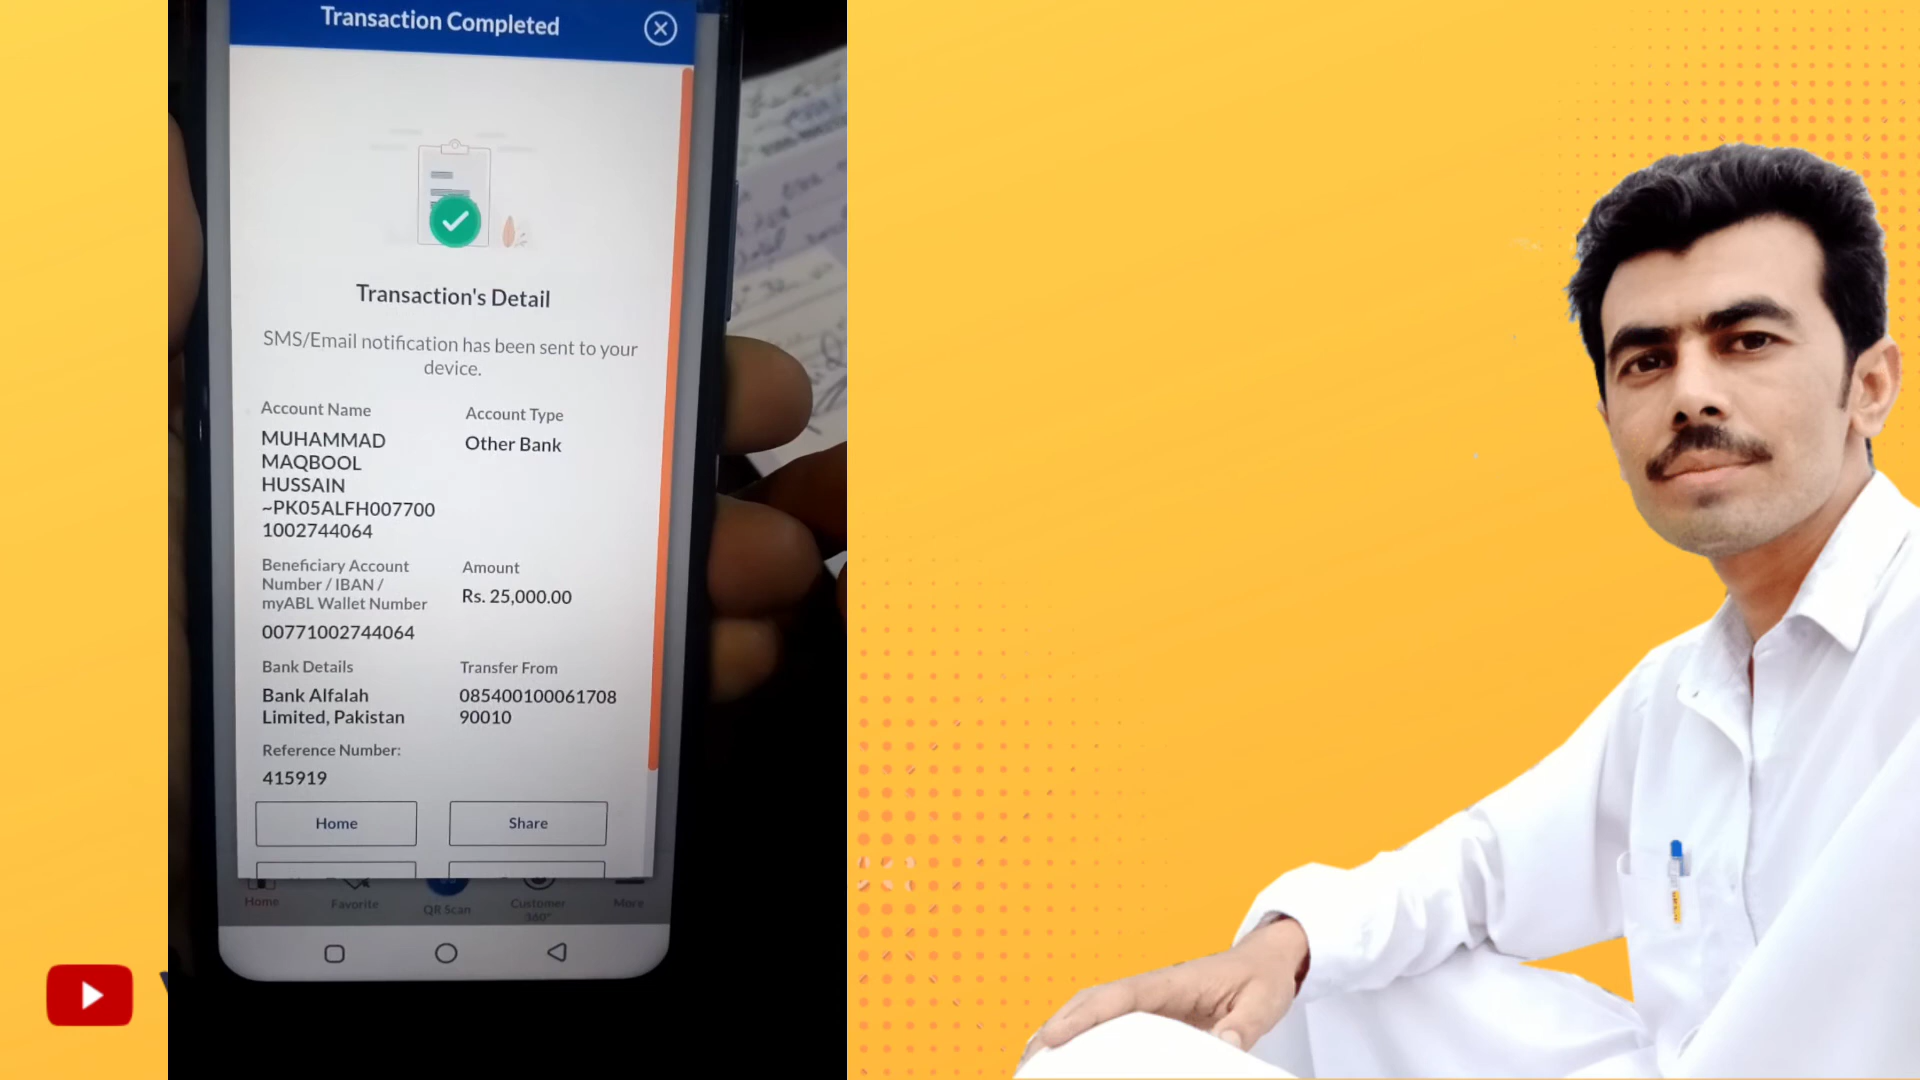 Transaction Completed
Transaction's Detail
SMS/Email notification has been sent to your
device.
Account Name
MUHAMMAD
MAQBOOL
HUSSAIN
~PK05ALFH007700
1002744064
Account Type
Other Bank
Beneficiary Account
Number / IBAN /
myABL Wallet Number
00771002744064
Amount
Rs. 25,000.00
Bank Details
Bank Alfalah
Limited, Pakistan
Transfer From
085400100061708
90010
Reference Number:
415919
Home
Share
Home
Favorite
QR Scan
Customer
360°
More